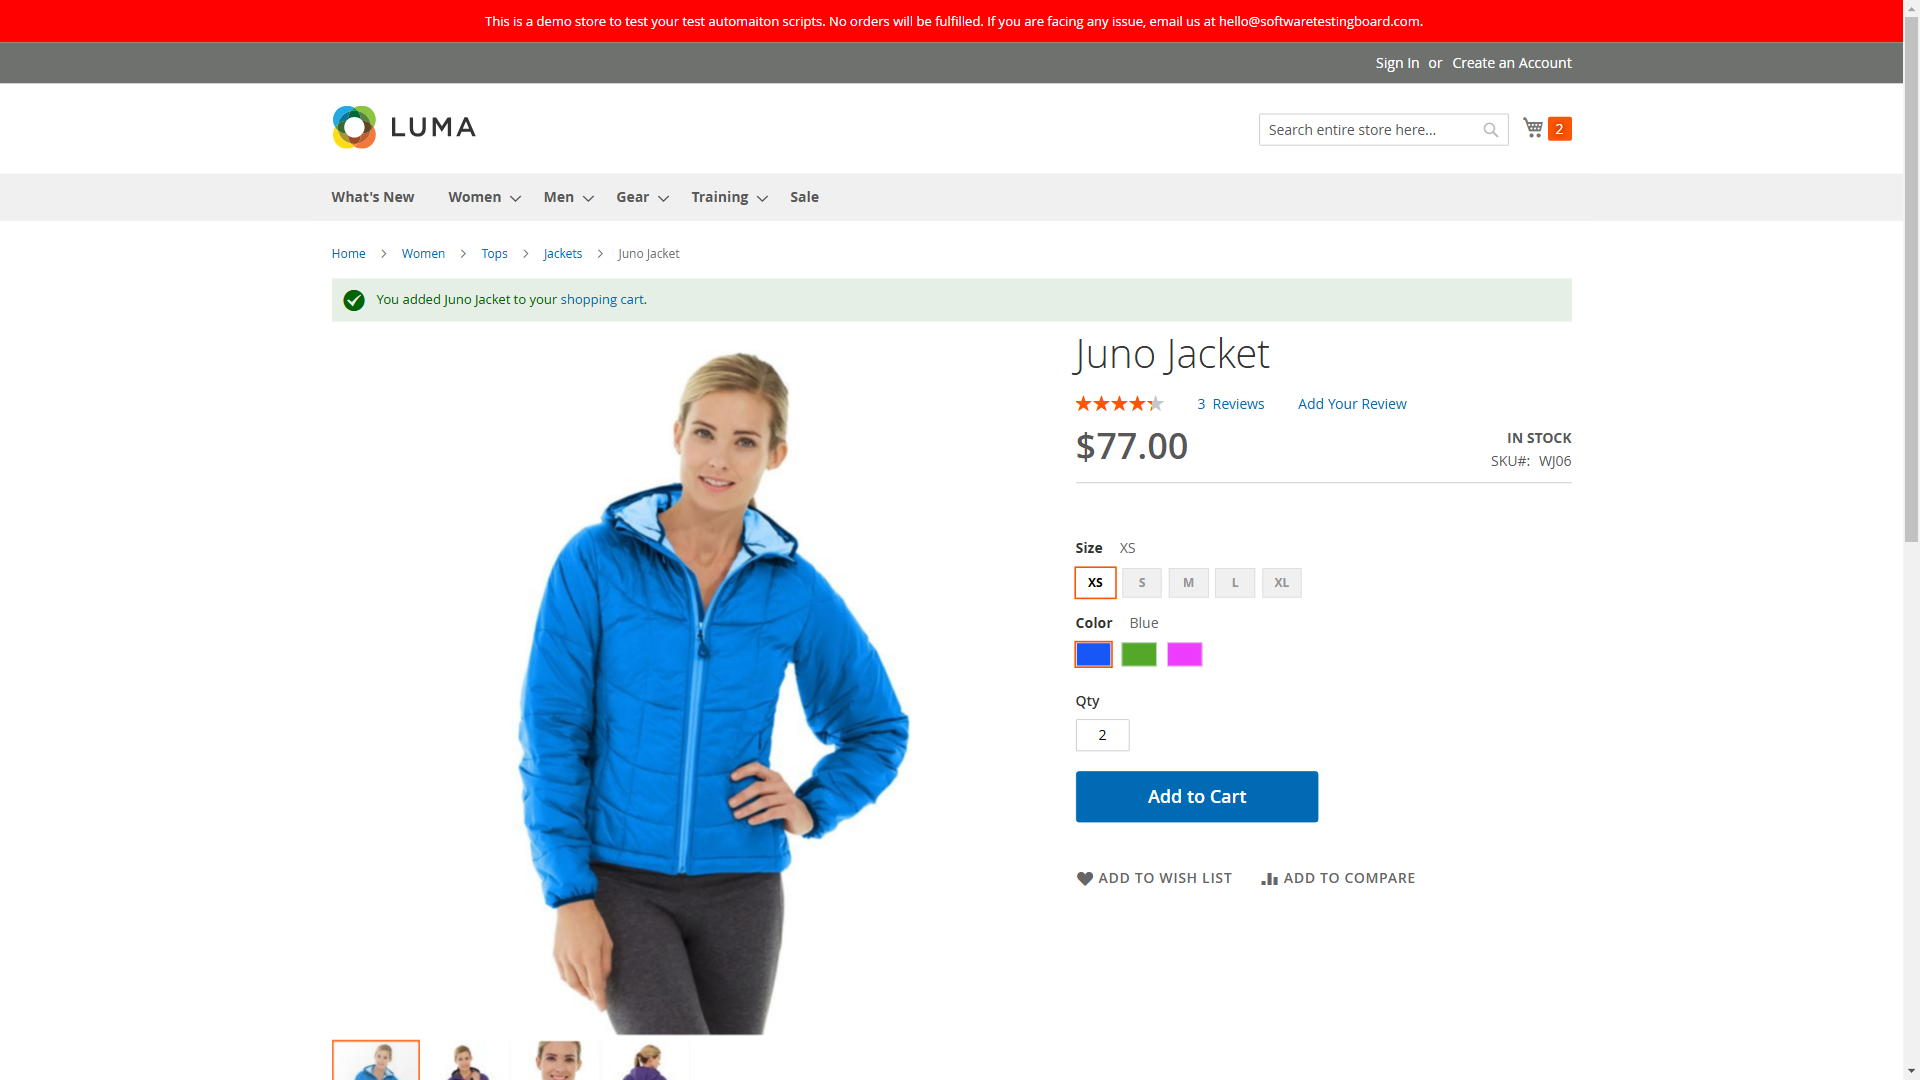 This is a demo store to test your test automaiton scripts. No orders will be fulfilled. If you are facing any issue, email us at hello@softwaretestingboard.com.
Sign In or Create an Account
LUMA
Search entire store here...
2
What's New Women Men Gear Training Sale
Home Women Tops Jackets Juno Jacket
You added Juno Jacket to your shopping cart.
Juno Jacket
3 Reviews Add Your Review
$77.00
IN STOCK
SKU#: WJ06
Size XS
XS S M L XL
Color Blue
Qty
2
Add to Cart
ADD TO WISH LIST ADD TO COMPARE